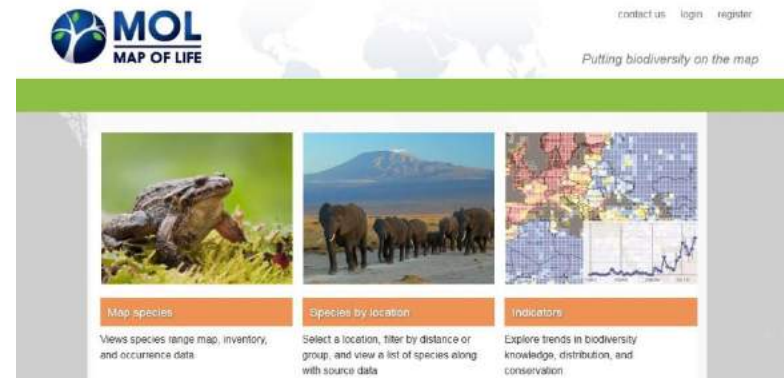 contact us login register
MOL
MAP OF LIFE
Putting biodiversity on the map
Map species
Species by location
Indicators
Views species range map, inventory,
and occurrence data
Select a location, filter by distance or
group, and view a list of species along
with source data
Explore trends in biodiversity
knowledge, distribution, and
conservation